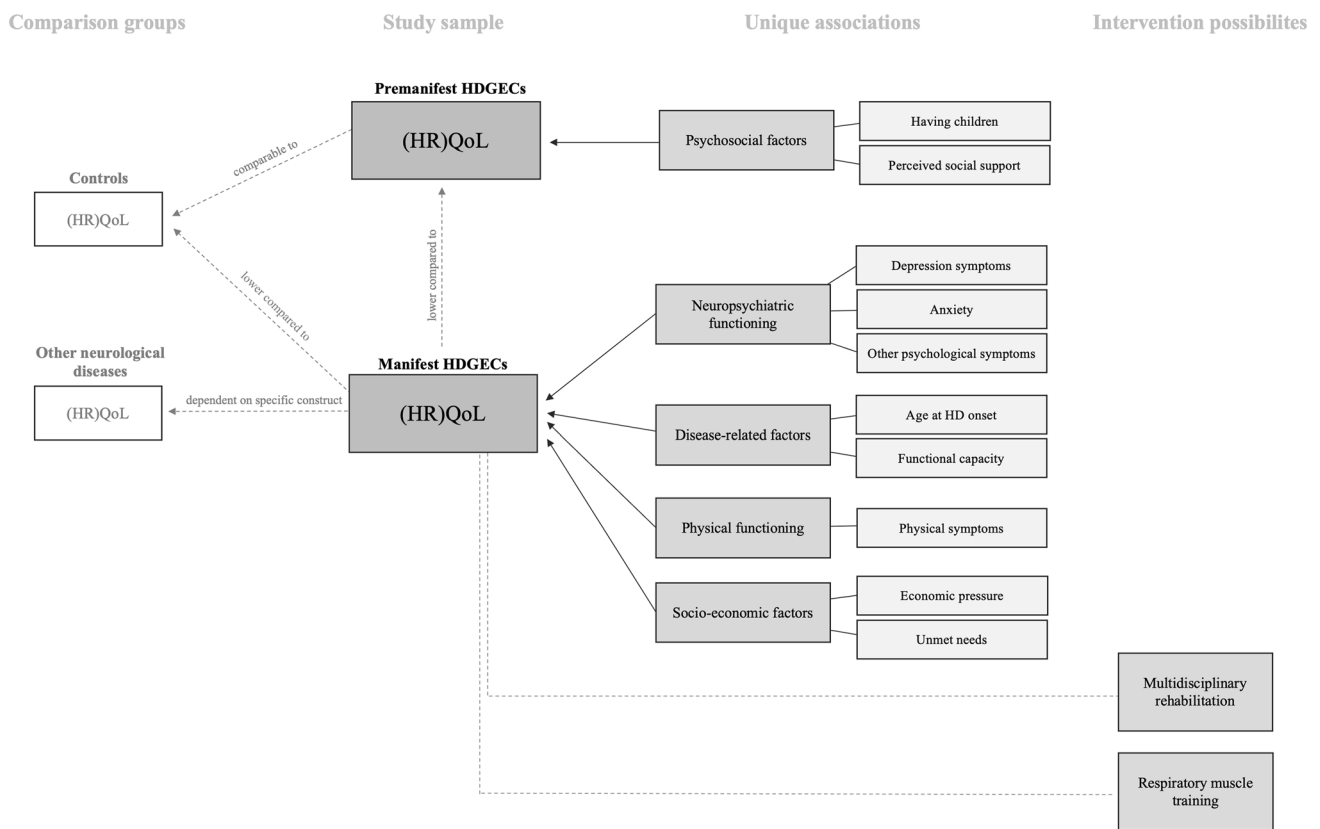 Comparison groups
Study sample
Unique associations
Intervention possibilites
Premanifest HDGECs
(HR)QoL
Psychosocial factors
Having children
Perceived social support
comparable to
Controls
(HR)QoL
lower compared to
lower compared to
Neuropsychiatric
functioning
Depression symptoms
Anxiety
Other psychological symptoms
Other neurological
diseases
(HR)QoL
dependent on specific construct
Manifest HDGECs
(HR)QoL
Disease-related factors
Age at HD onset
Functional capacity
Physical functioning
Physical symptoms
Socio-economic factors
Economic pressure
Unmet needs
Multidisciplinary
rehabilitation
Respiratory muscle
training